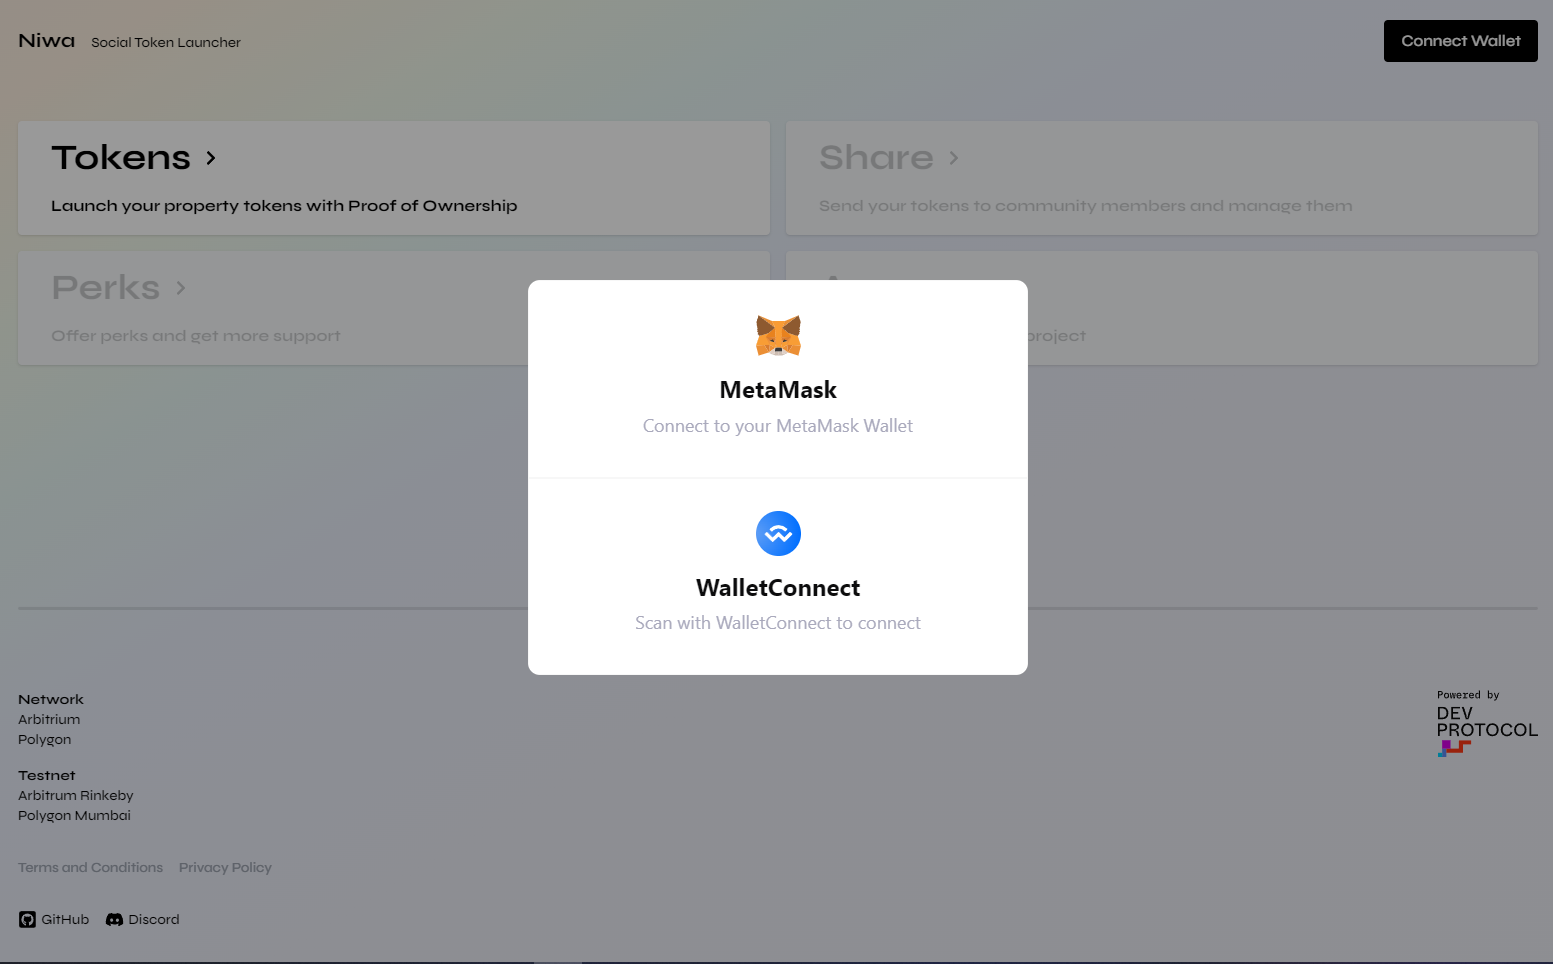 Niwa Social Token Launcher
Connect Wallet
Tokens
Launch your property tokens with Proof of Ownership
Share
Send your tokens to community members and manage them
Perks
Offer perks and get more support
project
MetaMask
Connect to your MetaMask Wallet
WalletConnect
Scan with WalletConnect to connect
Network
Arbitrium
Polygon
Testnet
Arbitrum Rinkeby
Polygon Mumbai
Terms and Conditions Privacy Policy
GitHub Discord
Powered by
DEV
PROTOCOL